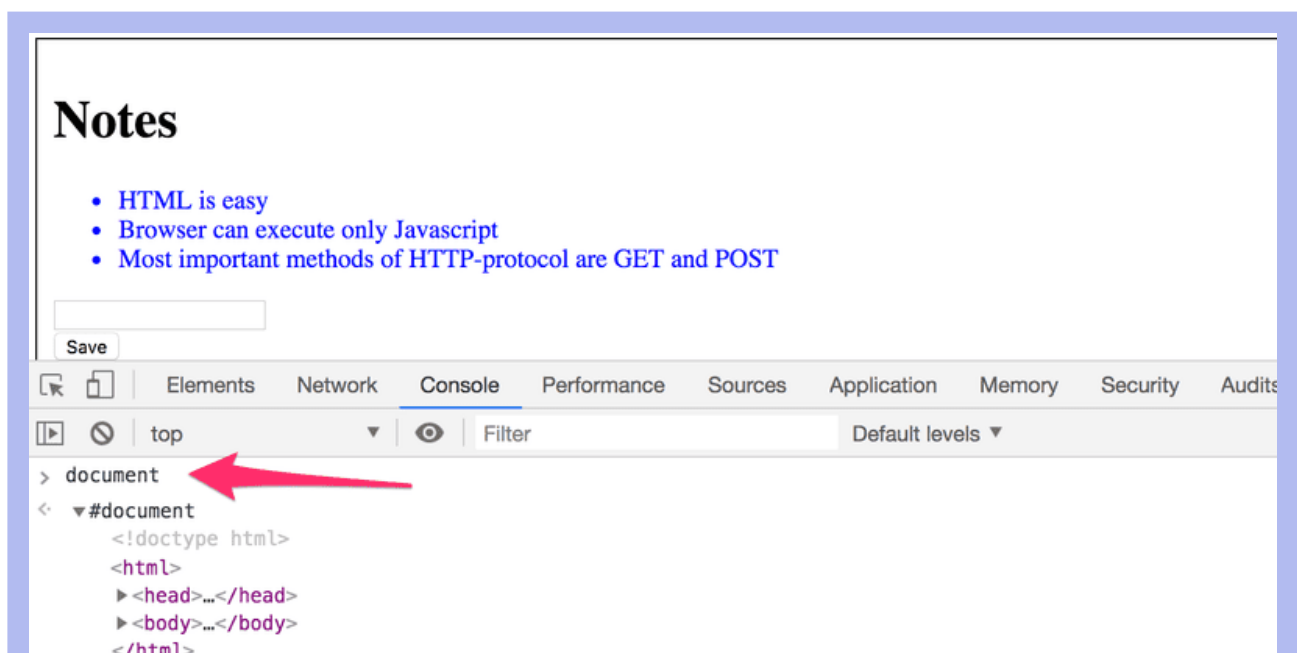 Notes
• HTML is easy
• Browser can execute only Javascript
• Most important methods of HTTP-protocol are GET and POST
Save
Elements Network Console Performance Sources Application Memory Security Audits
top ▼ Filter Default levels ▼
> document
<· ▼#document
<!doctype html>
<html>
▶<head>…</head>
▶<body>…</body>
</html>